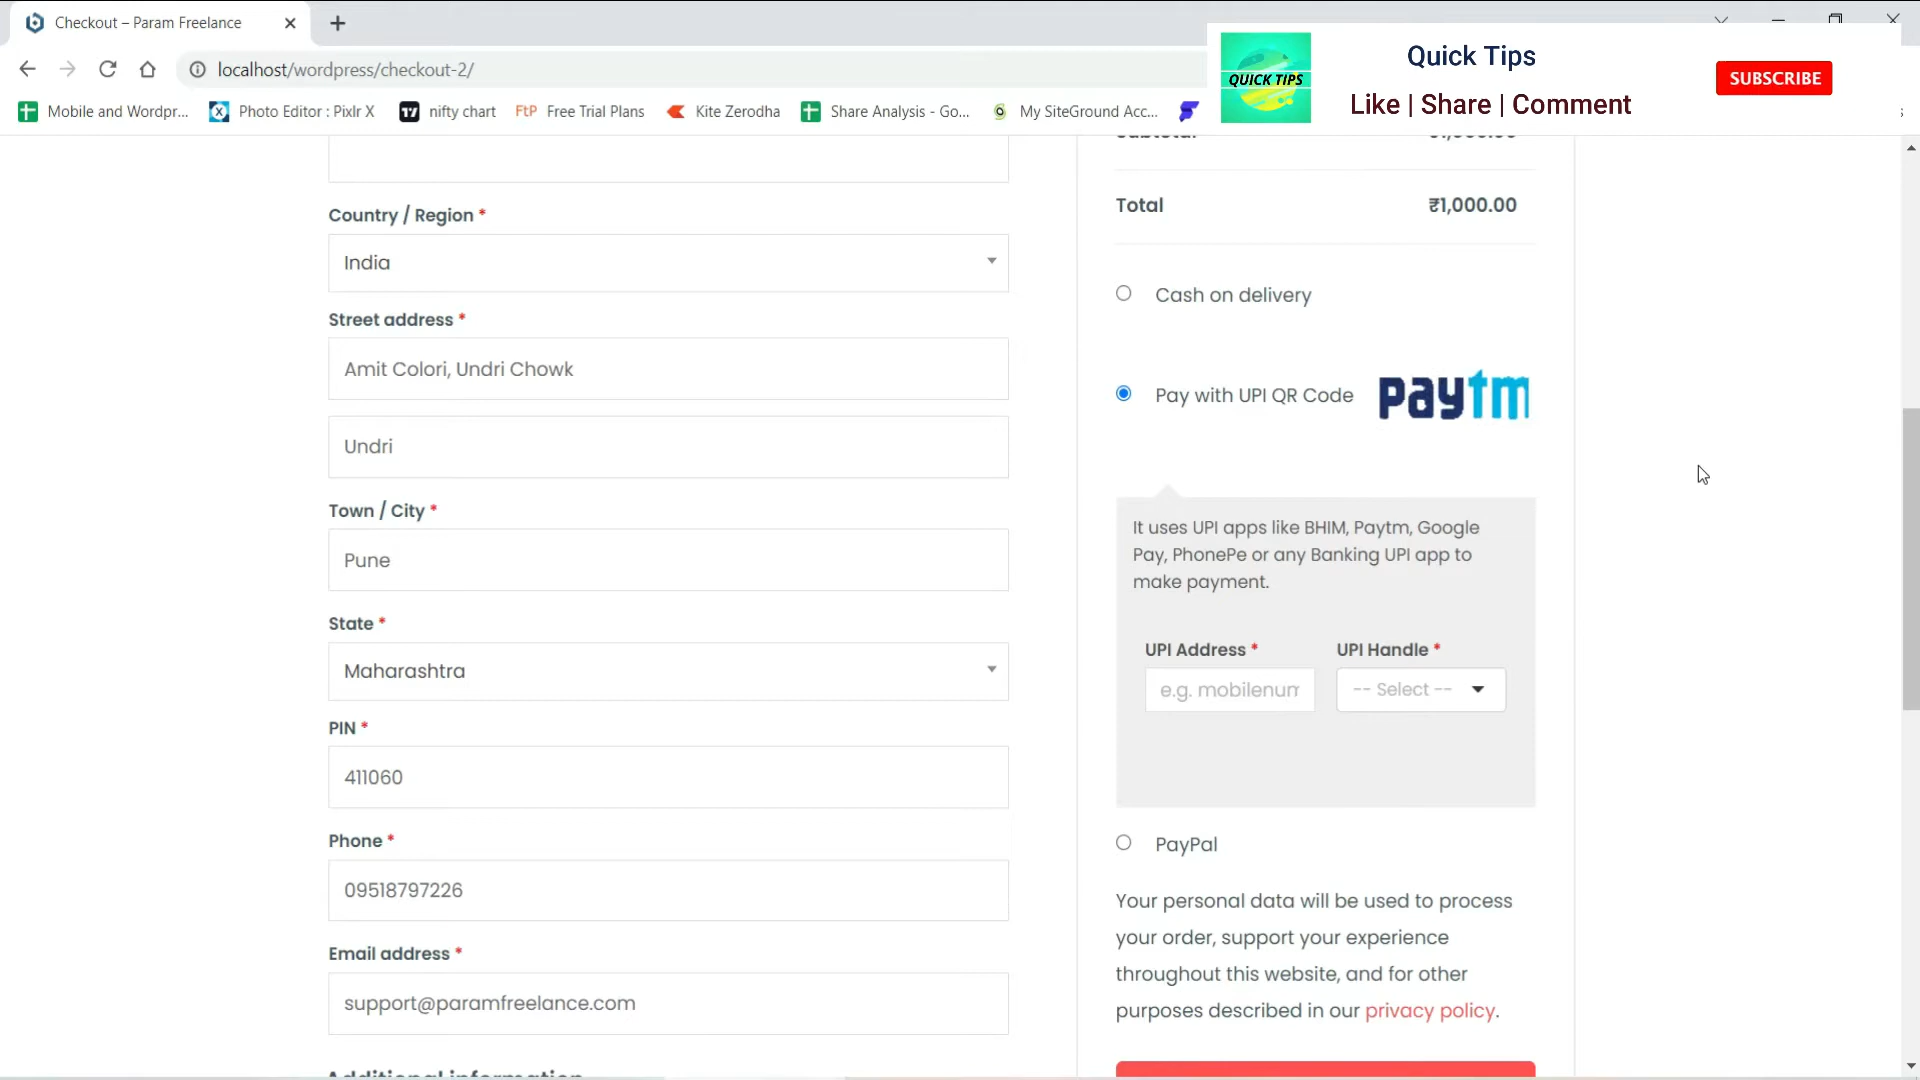 Checkout – Param Freelance
localhost/wordpress/checkout-2/
Quick Tips
QUICK TIPS
Like | Share | Comment
SUBSCRIBE
Mobile and Wordpr...
Photo Editor : Pixlr X
nifty chart
FtP Free Trial Plans
Kite Zerodha
Share Analysis - Go...
My SiteGround Acc...
Country / Region *
India
Street address *
Amit Colori, Undri Chowk
Undri
Town / City *
Pune
State *
Maharashtra
PIN *
411060
Phone *
09518797226
Email address *
support@paramfreelance.com
Additional information
Subtotal
Total ₹1,000.00
Cash on delivery
Pay with UPI QR Code paytm
It uses UPI apps like BHIM, Paytm, Google
Pay, PhonePe or any Banking UPI app to
make payment.
UPI Address * UPI Handle *
e.g. mobilenum -- Select --
PayPal
Your personal data will be used to process
your order, support your experience
throughout this website, and for other
purposes described in our privacy policy.